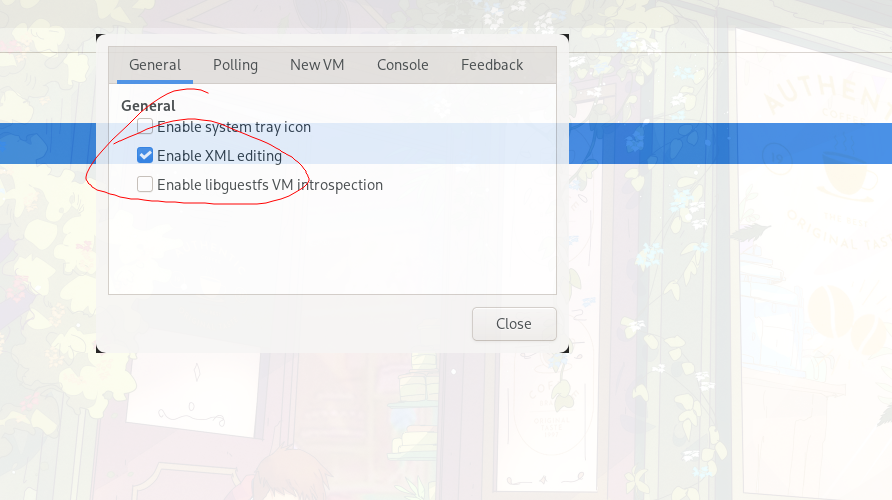 General Polling New VM Console Feedback
General
Enable system tray icon
Enable XML editing
Enable libguestfs VM introspection
Close
AUTHEN
ORIGINAL TAST